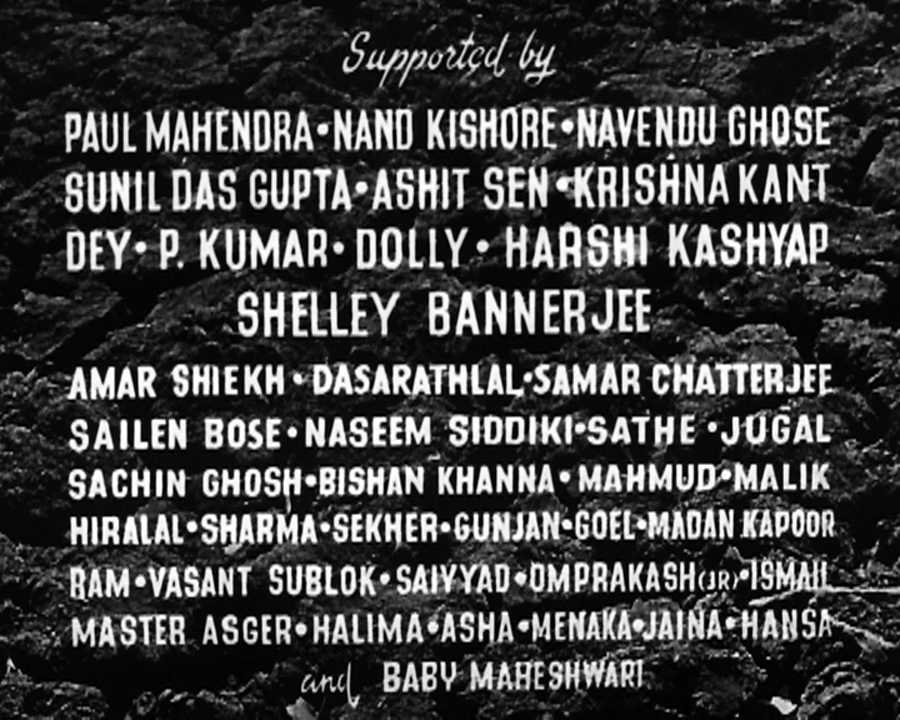 Supported by
PAUL MAHENDRA•NAND KISHORE•NAVENDU GHOSE
SUNIL DAS GUPTA•ASHIT SEN•KRISHNA KANT
DEY• P. KUMAR• DOLLY• HARSHI KASHYAP
SHELLEY BANNERJEE
AMAR SHIEKH•DASARATHLAL•SAMAR CHATTERJEE
SAILEN BOSE•NASEEM SIDDIKI•SATHE •JUGAL
SACHIN GHOSH•BISHAN KHANNA•MAHMUD•MALIK
HIRALAL•SHARMA•SEKHER•GUNJAN•GOEL•MADAN KAPOOR
RAM•VASANT SUBLOK•SAIYYAD•OMPRAKASH(JR)•ISMAIL
MASTER ASGER•HALIMA•ASHA•MENAKA•JAINA•HANSA
and BABY MAHESHWARI